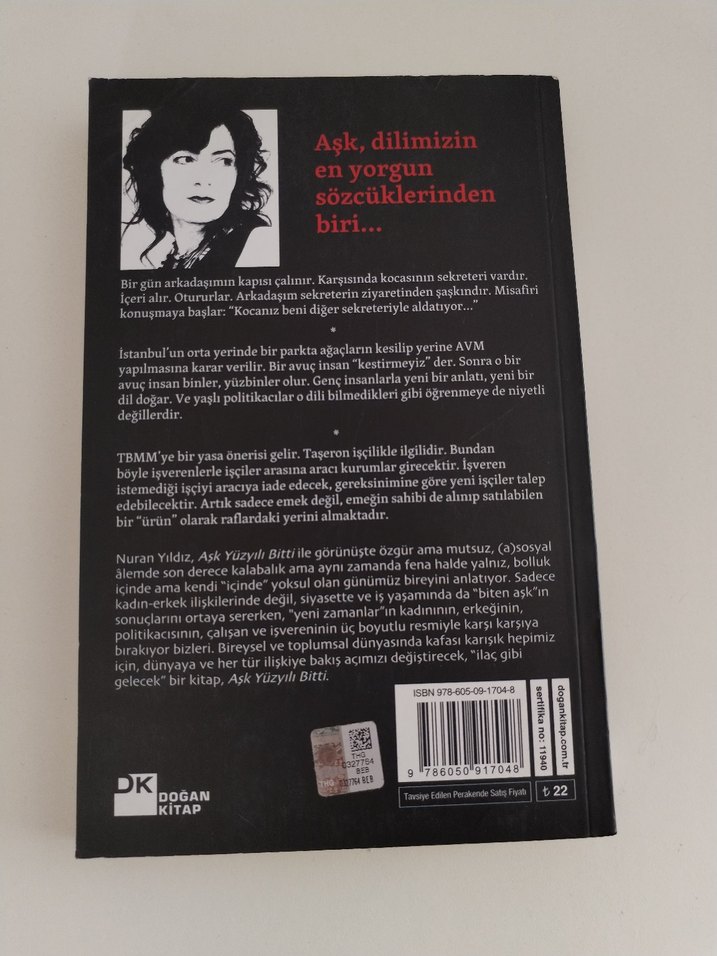 Aşk, dilimizin
en yorgun
sözcüklerinden
biri...
Bir gün arkadaşımın kapısı çalınır. Karşısında kocasının sekreteri vardır.
İçeri alır. Otururlar. Arkadaşım sekreterin ziyaretinden şaşkındır. Misafiri
konuşmaya başlar: “Kocanız beni diğer sekreteriyle aldatıyor...”
*
İstanbul'un orta yerinde bir parkta ağaçların kesilip yerine AVM
yapılmasına karar verilir. Bir avuç insan “kestirmeyiz” der. Sonra o bir
avuç insan binler, yüzbinler olur. Genç insanlarla yeni bir anlatı, yeni bir
dil doğar. Ve yaşlı politikacılar o dili bilmedikleri gibi öğrenmeye de niyetli
değillerdir.
*
TBMM'ye bir yasa önerisi gelir. Taşeron işçilikle ilgilidir. Bundan
böyle işverenlerle işçiler arasına aracı kurumlar girecektir. İşveren
istemediği işçiyi aracıya iade edecek, gereksinimine göre yeni işçiler talep
edebilecektir. Artık sadece emek değil, emeğin sahibi de alınıp satılabilen
bir “ürün” olarak raflardaki yerini almaktadır.
Nuran Yıldız, Aşk Yüzyılı Bitti ile görünüşte özgür ama mutsuz, (a)sosyal
âlemde son derece kalabalık ama aynı zamanda fena halde yalnız, bolluk
içinde ama kendi “içinde” yoksul olan günümüz bireyini anlatıyor. Sadece
kadın-erkek ilişkilerinde değil, siyasette ve iş yaşamında da “biten aşk”ın
sonuçlarını ortaya sererken, "yeni zamanlar"ın kadınının, erkeğinin,
politikacısının, çalışan ve işvereninin üç boyutlu resmiyle karşı karşıya
bırakıyor bizleri. Bireysel ve toplumsal dünyasında kafası karışık hepimiz
için, dünyaya ve her tür ilişkiye bakış açımızı değiştirecek, “ilaç gibi
gelecek” bir kitap, Aşk Yüzyılı Bitti.
ISBN 978-605-09-1704-8
9 786050 917048
sertifika no: 11940
dogankitap.com.tr
Tavsiye Edilen Perakende Satış Fiyatı
₺ 22
THG
0327764
BEB
THG 0327764 BEB
DK
DOĞAN
KİTAP